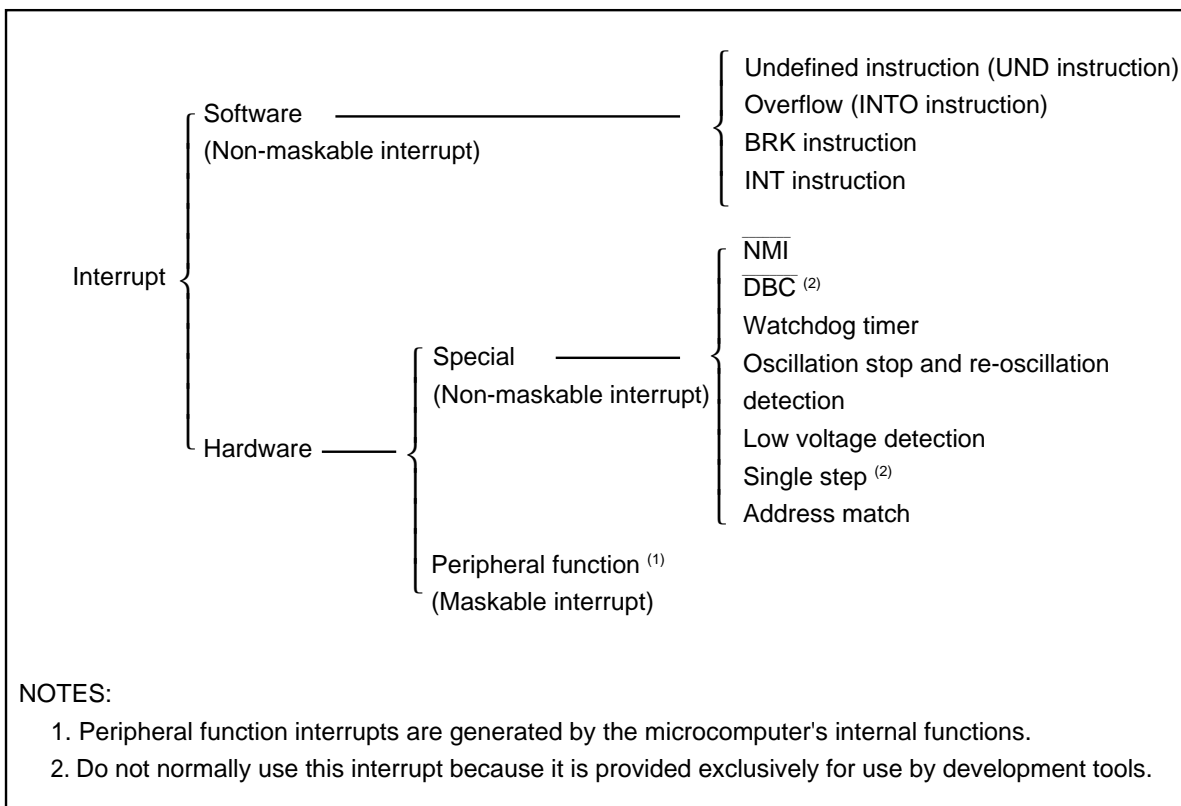 Interrupt
Software
(Non-maskable interrupt)
Undefined instruction (UND instruction)
Overflow (INTO instruction)
BRK instruction
INT instruction
Hardware
Special
(Non-maskable interrupt)
NMI
DBC (2)
Watchdog timer
Oscillation stop and re-oscillation
detection
Low voltage detection
Single step (2)
Address match
Peripheral function (1)
(Maskable interrupt)
NOTES:
1. Peripheral function interrupts are generated by the microcomputer's internal functions.
2. Do not normally use this interrupt because it is provided exclusively for use by development tools.